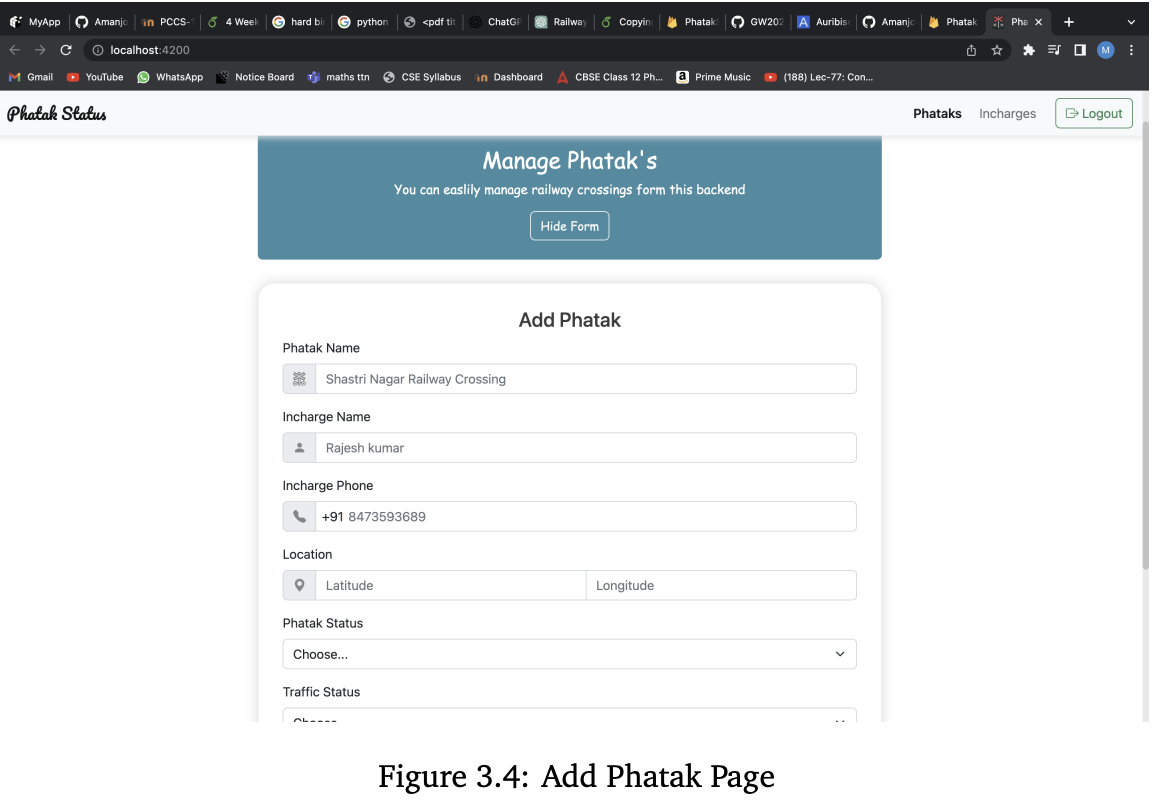 MyApp Amanjo PCCS-1 4 Week hard bin python <pdf tit ChatGP Railway Copying Phatak GW202 Auribis Amanjo Phatak Pha
localhost:4200 M
Gmail YouTube WhatsApp Notice Board maths ttn CSE Syllabus Dashboard CBSE Class 12 Ph... Prime Music (188) Lec-77: Con...
Phatak Status Phataks Incharges Logout
Manage Phatak's
You can easlily manage railway crossings form this backend
Hide Form
Add Phatak
Phatak Name
Shastri Nagar Railway Crossing
Incharge Name
Rajesh kumar
Incharge Phone
+91 8473593689
Location
Latitude Longitude
Phatak Status
Choose...
Traffic Status
Choose...
Figure 3.4: Add Phatak Page